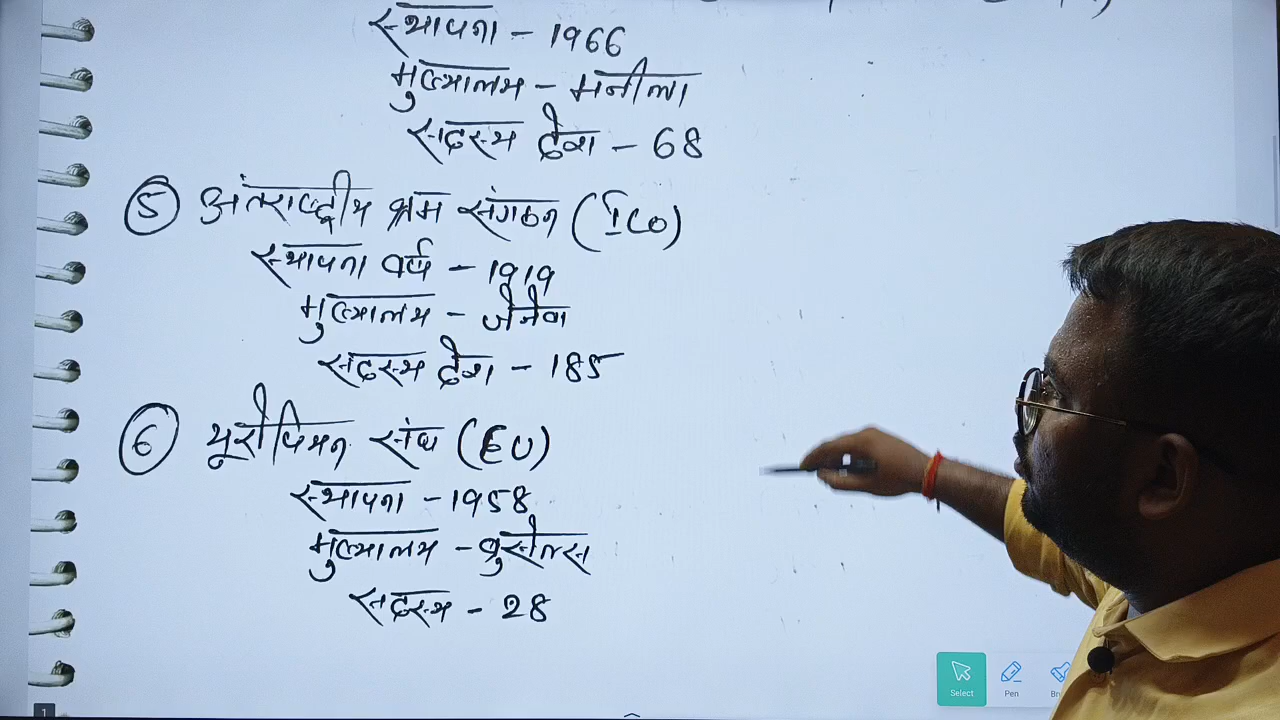 स्थापना - 1966
मुख्यालय - मनीला
सदस्य देश - 68
5 अंतराष्ट्रीय श्रम संगठन (ILO)
स्थापना वर्ष - 1919
मुख्यालय - जेनेवा
सदस्य देश - 185
6 यूरोपियन संघ (EU)
स्थापना - 1958
मुख्यालय - ब्रुसेल्स
सदस्य - 28
Select
Pen
1